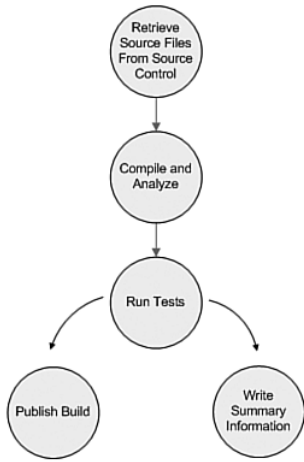 Retrieve
Source Files
From Source
Control
Compile and
Analyze
Run Tests
Publish Build
Write
Summary
Information